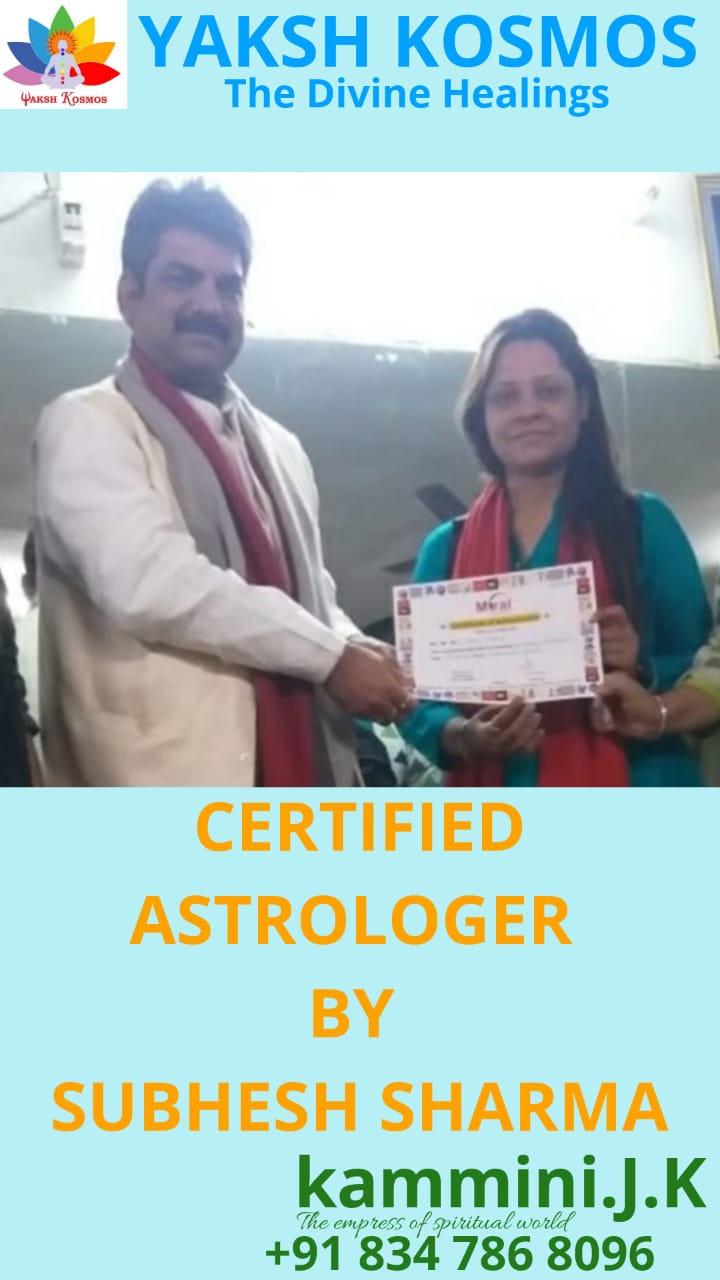 YAKSH KOSMOS
The Divine Healings
YAKSH KOSMOS
Miral
CERTIFIED
ASTROLOGER
BY
SUBHESH SHARMA
kammini.J.K
The empress of spiritual world
+91 834 786 8096